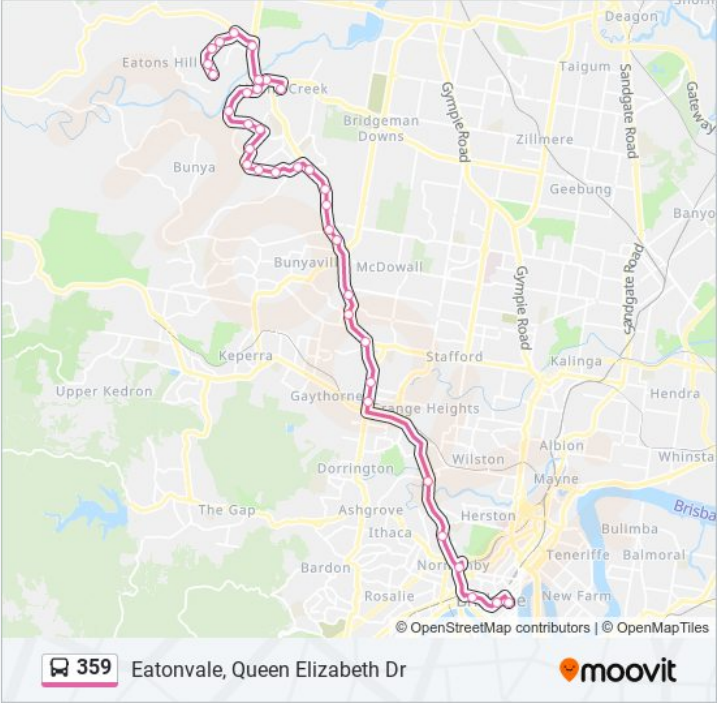 Deagon
Eatons Hill
Taigum
Creek
Gympie Road
Sandgate Road
Gateway
Bridgeman
Downs
Zillmere
Bunya
Geebung
Banyo
Bunyavill
McDowall
Gympie Road
Sandgate Road
Keperra
Stafford
Kalinga
Upper Kedron
Gaythorne
range Heights
Hendra
Albion
Wilston
Whinsta
Dorrington
Mayne
The Gap
Ashgrove
Herston
Brisba
Ithaca
Bulimba
Bardon
Normanby
Teneriffe
Balmoral
Rosalie
New Farm
© OpenStreetMap contributors | © OpenMapTiles
359
Eatonvale, Queen Elizabeth Dr
moovit